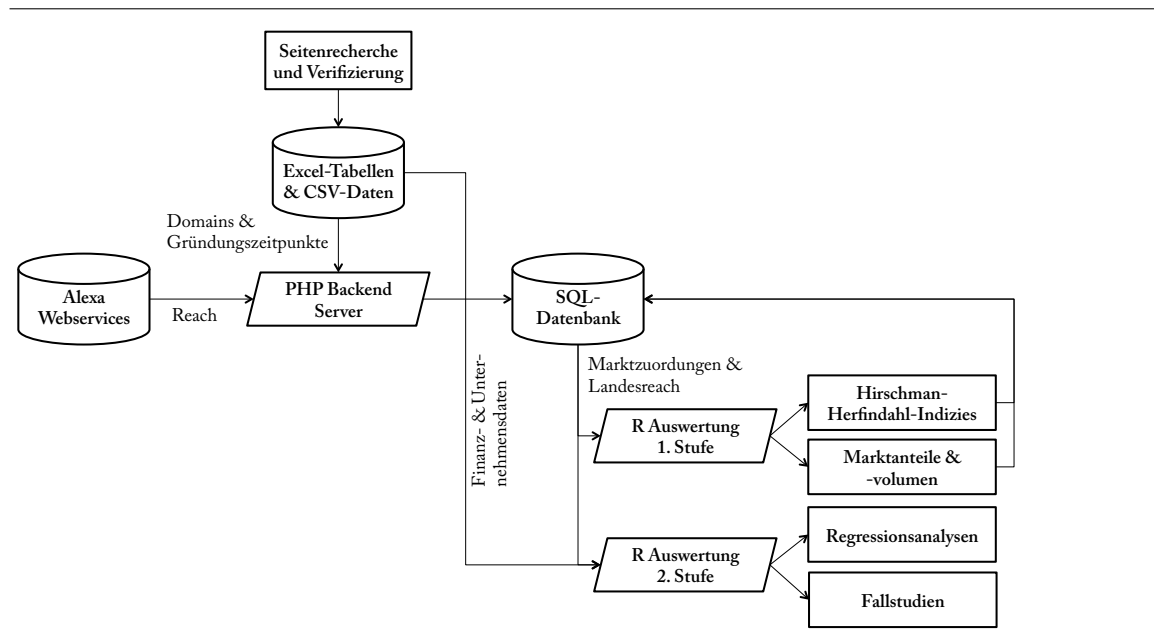 Seitenrecherche
und Verifizierung
Excel-Tabellen
& CSV-Daten
Domains &
Gründungszeitpunkte
Alexa
Webservices
Reach
PHP Backend
Server
SQL-
Datenbank
Finanz- & Unter-
nehmensdaten
Marktzuordungen &
Landesreach
R Auswertung
1. Stufe
Hirschman-
Herfindahl-Indizies
Marktanteile &
-volumen
R Auswertung
2. Stufe
Regressionsanalysen
Fallstudien